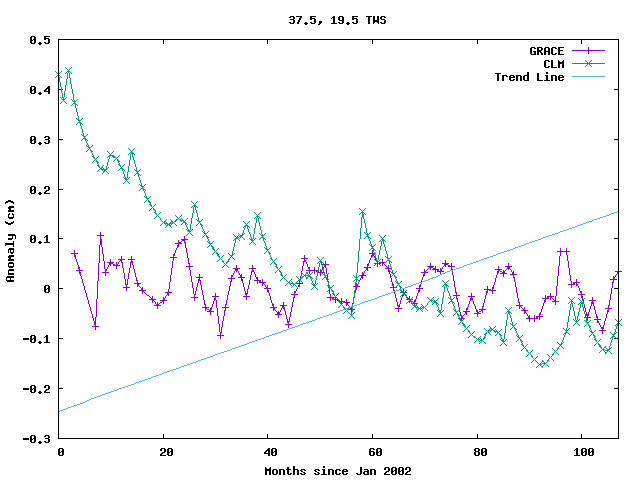 37.5, 19.5 TWS
GRACE
CLM
Trend Line
Anomaly (cm)
0.5
0.4
0.3
0.2
0.1
0
-0.1
-0.2
-0.3
0 20 40 60 80 100
Months since Jan 2002